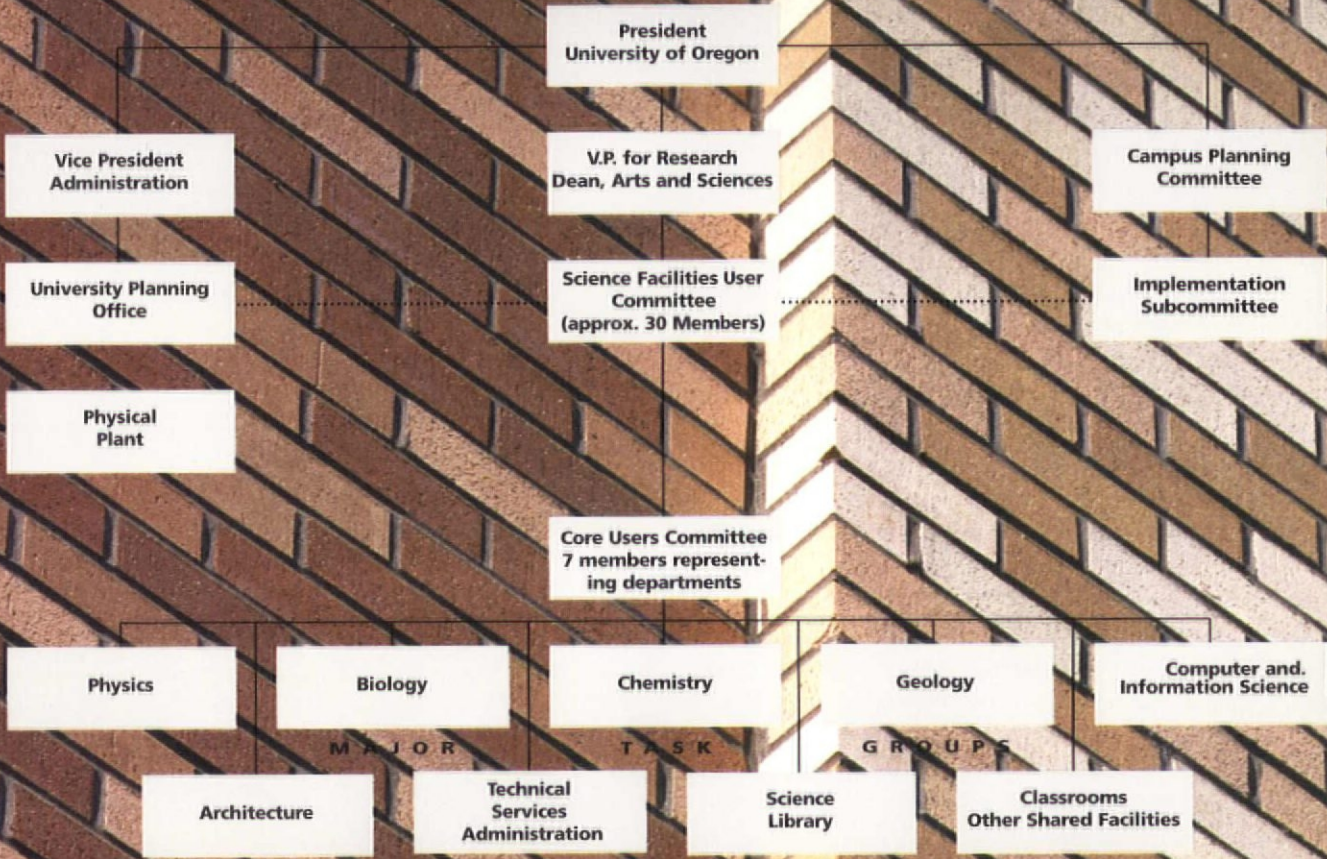 President
University of Oregon
Vice President
Administration
V.P. for Research
Dean, Arts and Sciences
Campus Planning
Committee
University Planning
Office
Science Facilities User
Committee
(approx. 30 Members)
Implementation
Subcommittee
Physical
Plant
Core Users Committee
7 members represent-
ing departments
Physics
Biology
Chemistry
Geology
Computer and.
Information Science
MAJOR TASK GROUPS
Architecture
Technical
Services
Administration
Science
Library
Classrooms
Other Shared Facilities